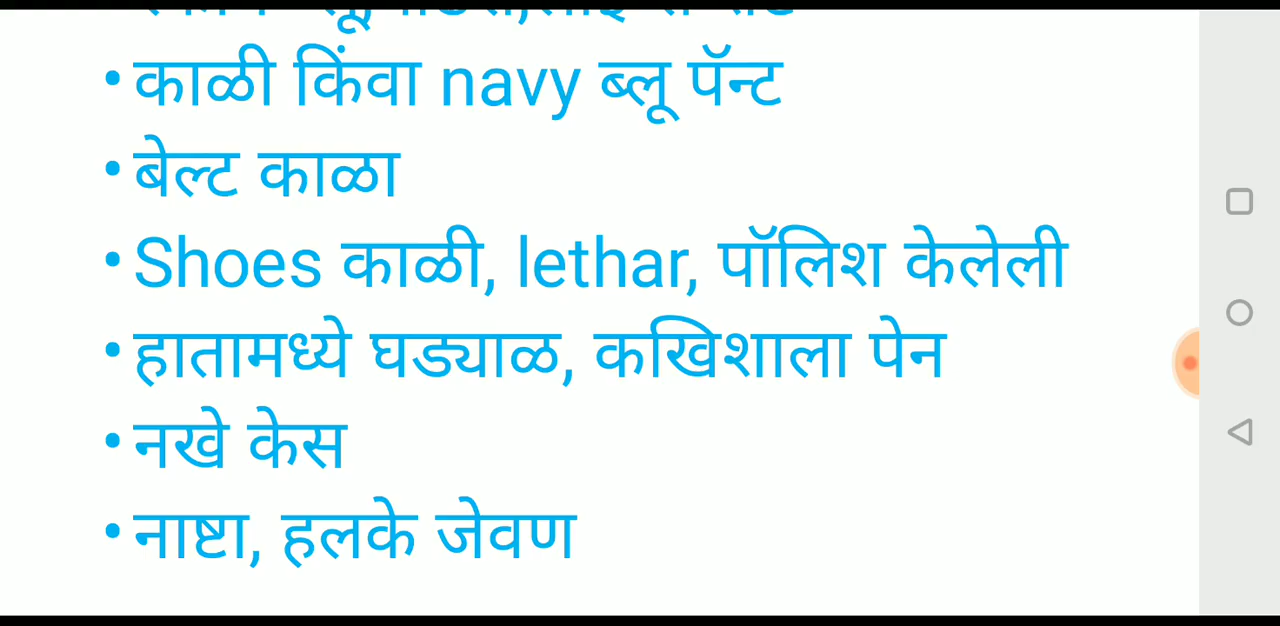 • काळी किंवा navy ब्लू पॅन्ट
• बेल्ट काळा
• Shoes काळी, lethar, पॉलिश केलेली
• हातामध्ये घड्याळ, कखिशाला पेन
• नखे केस
• नाष्टा, हलके जेवण